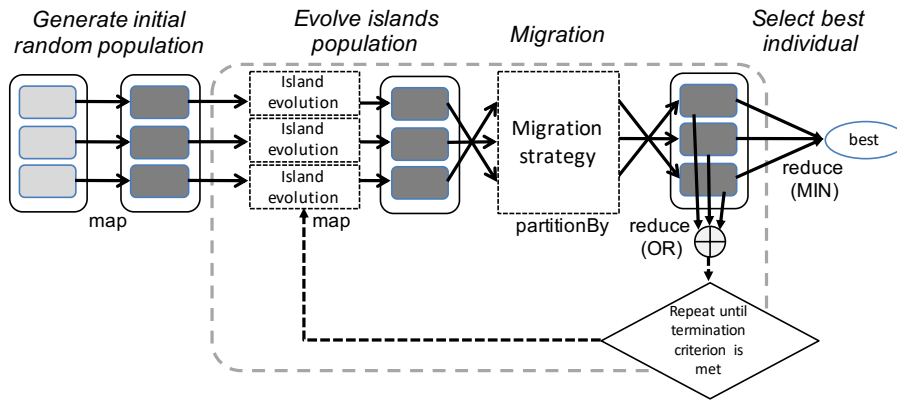 Generate initial
random population
Evolve islands
population
Migration
Select best
individual
Island
evolution
Island
evolution
Island
evolution
Migration
strategy
best
map
map
partitionBy
reduce
(OR)
reduce
(MIN)
Repeat until
termination
criterion is
met